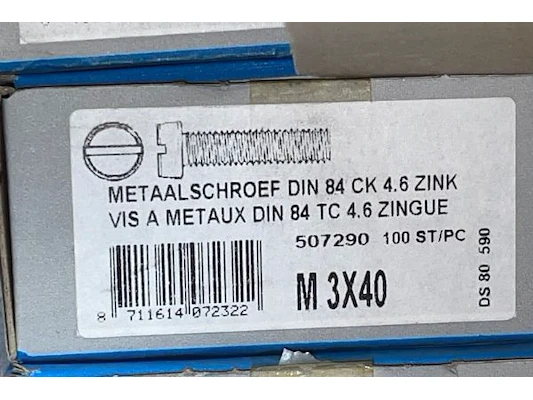 METAALSCHROEF DIN 84 CK 4.6 ZINK
VIS A METAUX DIN 84 TC 4.6 ZINGUE
507290 100 ST/PC
M 3X40
8 711614 072322
DS 80 590